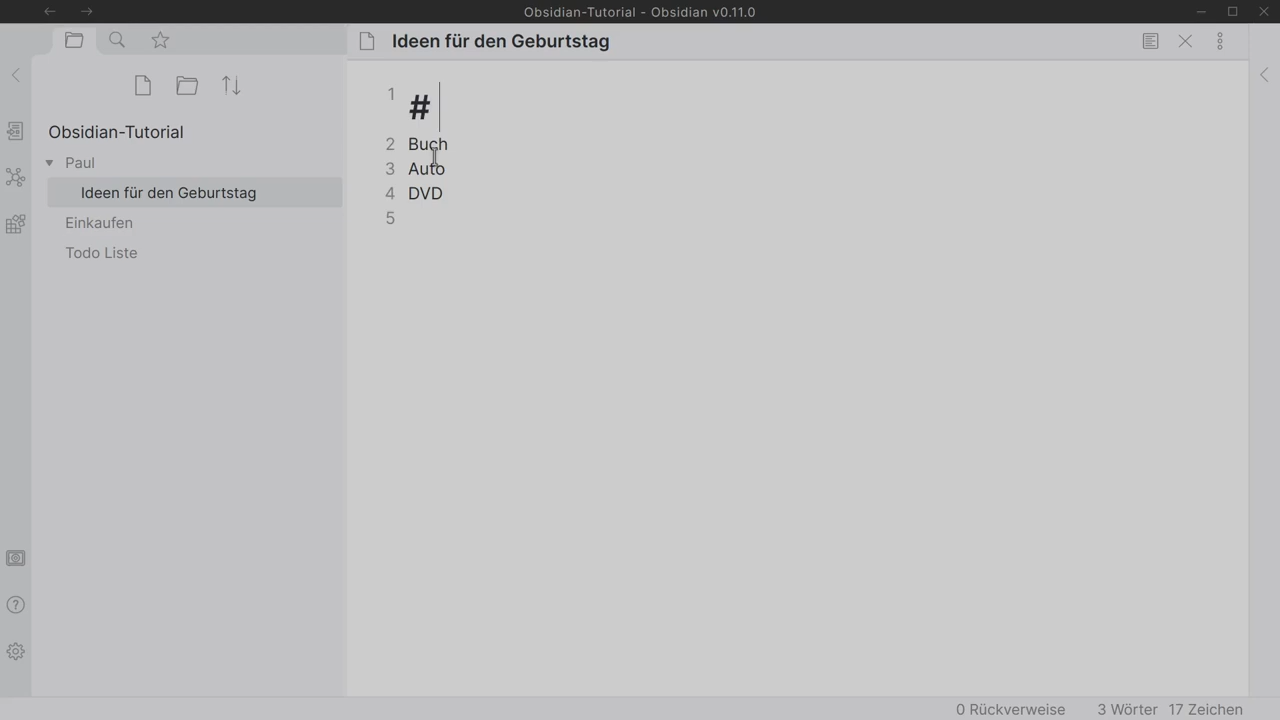 Obsidian-Tutorial - Obsidian v0.11.0
Ideen für den Geburtstag
Obsidian-Tutorial
Paul
Ideen für den Geburtstag
Einkaufen
Todo Liste
1 #
2 Buch
3 Auto
4 DVD
5
0 Rückverweise 3 Wörter 17 Zeichen